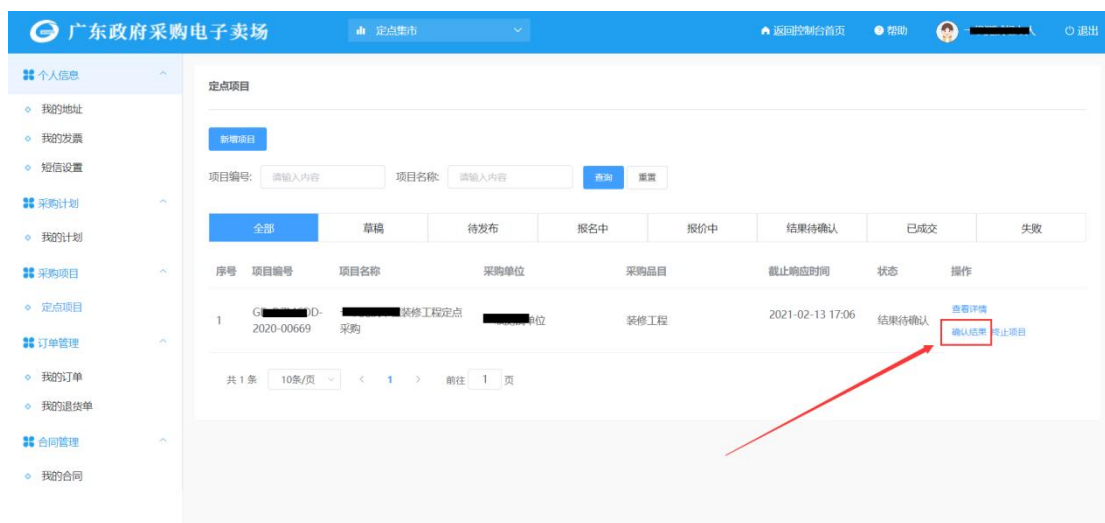 广东政府采购电子卖场
定点集市
返回控制台首页 帮助 退出
个人信息
我的地址
我的发票
短信设置
采购计划
我的计划
采购项目
定点项目
订单管理
我的订单
我的退货单
合同管理
我的合同
定点项目
新增项目
项目编号: 请输入内容 项目名称: 请输入内容 查询 重置
全部 草稿 待发布 报名中 报价中 结果待确认 已成交 失败
序号 项目编号 项目名称 采购单位 采购品目 截止响应时间 状态 操作
1 2020-00669 装修工程定点采购 单位 装修工程 2021-02-13 17:06 结果待确认 查看详情
确认结果 终止项目
共 1 条 10条/页 1 前往 1 页